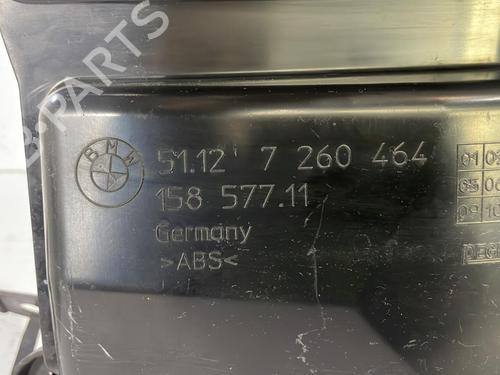 B-PARTS
BMW
51.12 7 260 464
158 577.11
Germany
>ABS<